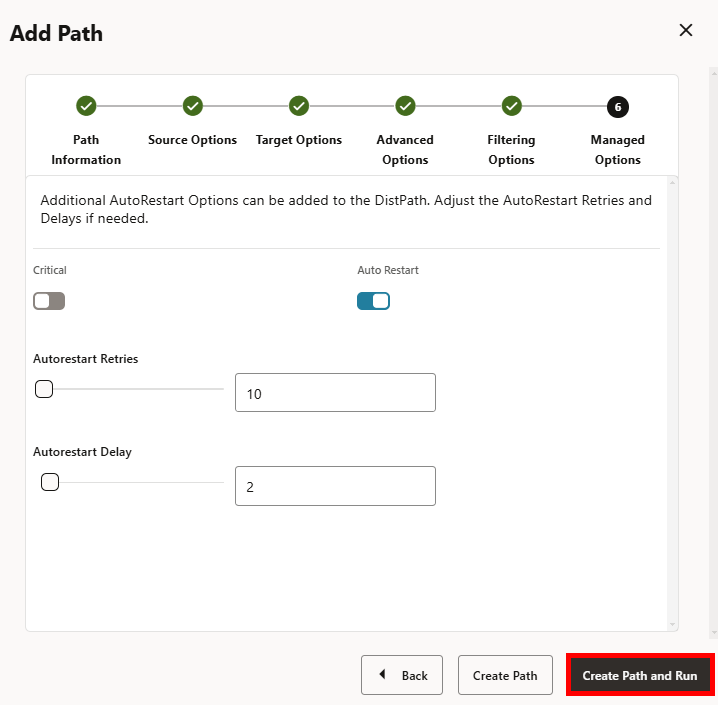 Add Path
6
Path
Information
Source Options
Target Options
Advanced
Options
Filtering
Options
Managed
Options
Additional AutoRestart Options can be added to the DistPath. Adjust the AutoRestart Retries and
Delays if needed.
Critical
Auto Restart
Autorestart Retries
10
Autorestart Delay
2
Back
Create Path
Create Path and Run